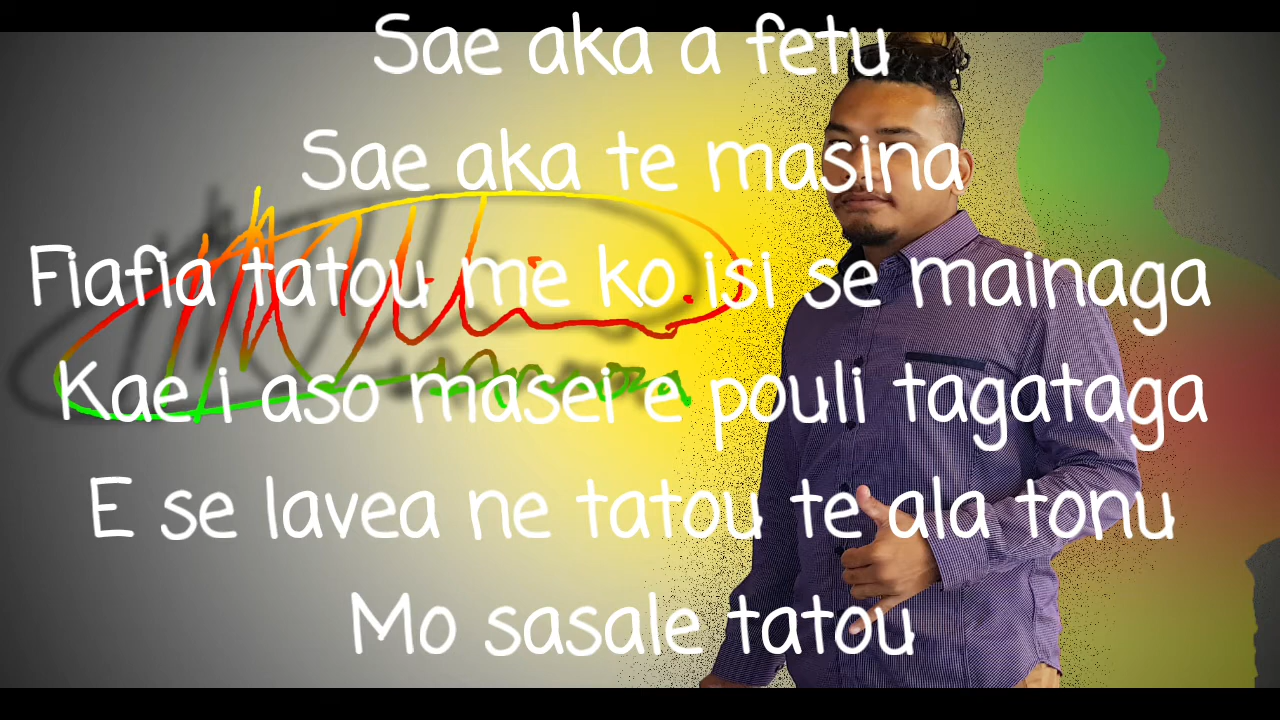 Sae aka a fetu
Sae aka te masina
Fiafia tatou me ko isi se mainaga
Kae i aso masei e pouli tagataga
E se lavea ne tatou te ala tonu
Mo sasale tatou